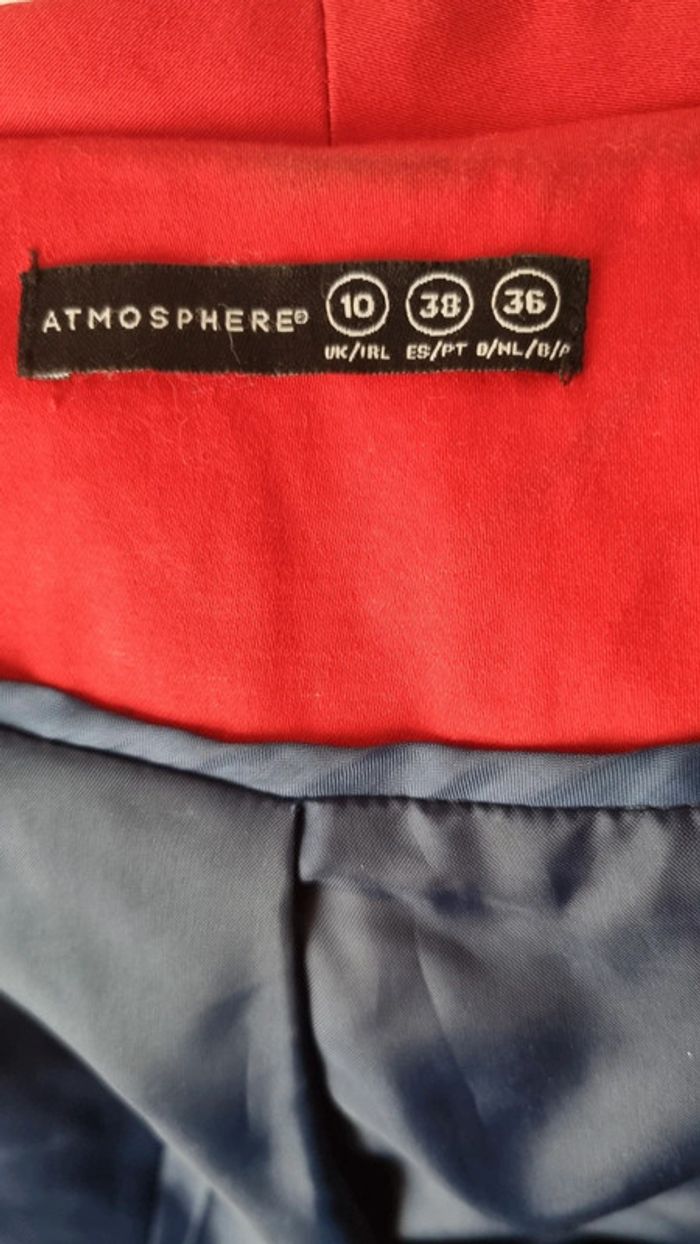 ATMOSPHERE® 10 38 36
UK/IRL ES/PT D/NL/B/A